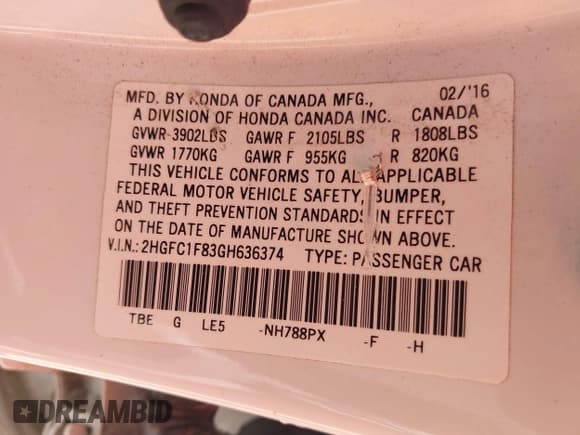 MFD. BY HONDA OF CANADA MFG., 02/'16
A DIVISION OF HONDA CANADA INC. CANADA
GVWR 3902LBS GAWR F 2105LBS R 1808LBS
GVWR 1770KG GAWR F 955KG R 820KG
THIS VEHICLE CONFORMS TO ALL APPLICABLE
FEDERAL MOTOR VEHICLE SAFETY, BUMPER,
AND THEFT PREVENTION STANDARDS IN EFFECT
ON THE DATE OF MANUFACTURE SHOWN ABOVE.
V.I.N.: 2HGFC1F83GH636374 TYPE: PASSENGER CAR
TBE G LE5 -NH788PX -F -H
DREAMBID